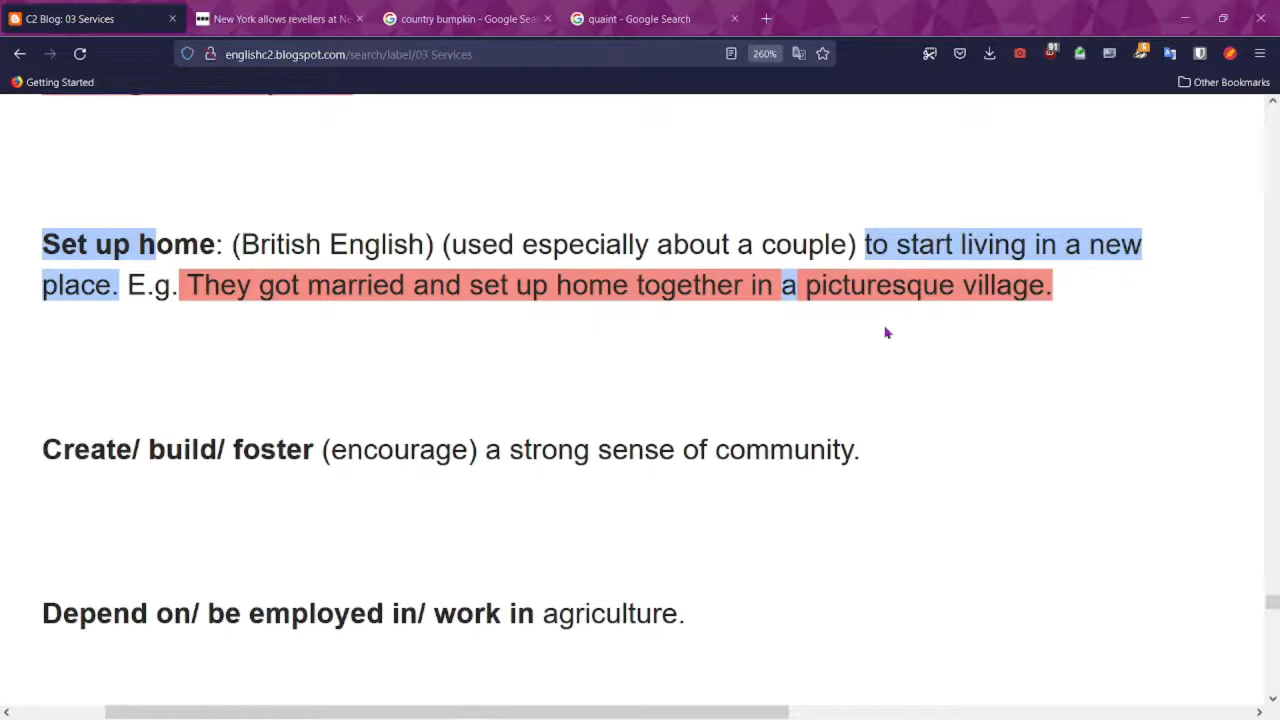 C2 Blog: 03 Services
New York allows revellers at Ne
country bumpkin - Google Sea
quaint - Google Search
englishc2.blogspot.com/search/label/03 Services
260%
91
5
Getting Started
Other Bookmarks
Set up home: (British English) (used especially about a couple) to start living in a new
place. E.g. They got married and set up home together in a picturesque village.
Create/ build/ foster (encourage) a strong sense of community.
Depend on/ be employed in/ work in agriculture.